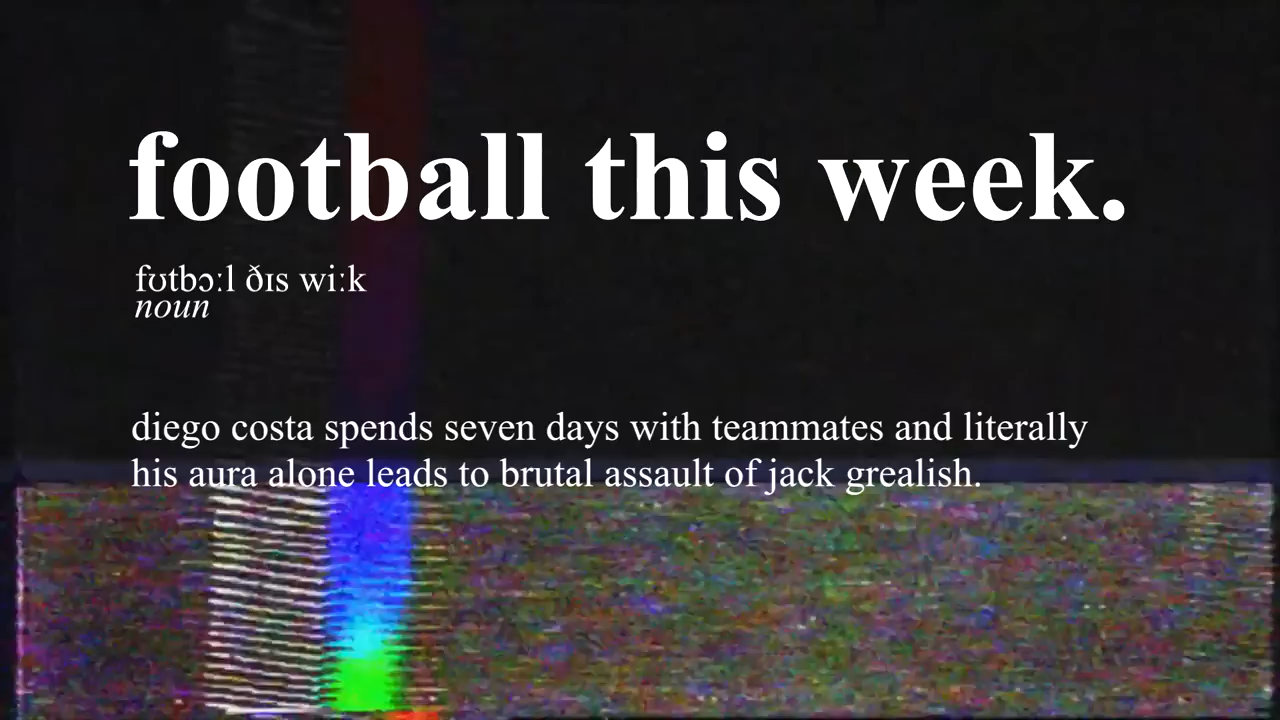 football this week.
fʊtbɔːl ðɪs wiːk
noun
diego costa spends seven days with teammates and literally
his aura alone leads to brutal assault of jack grealish.